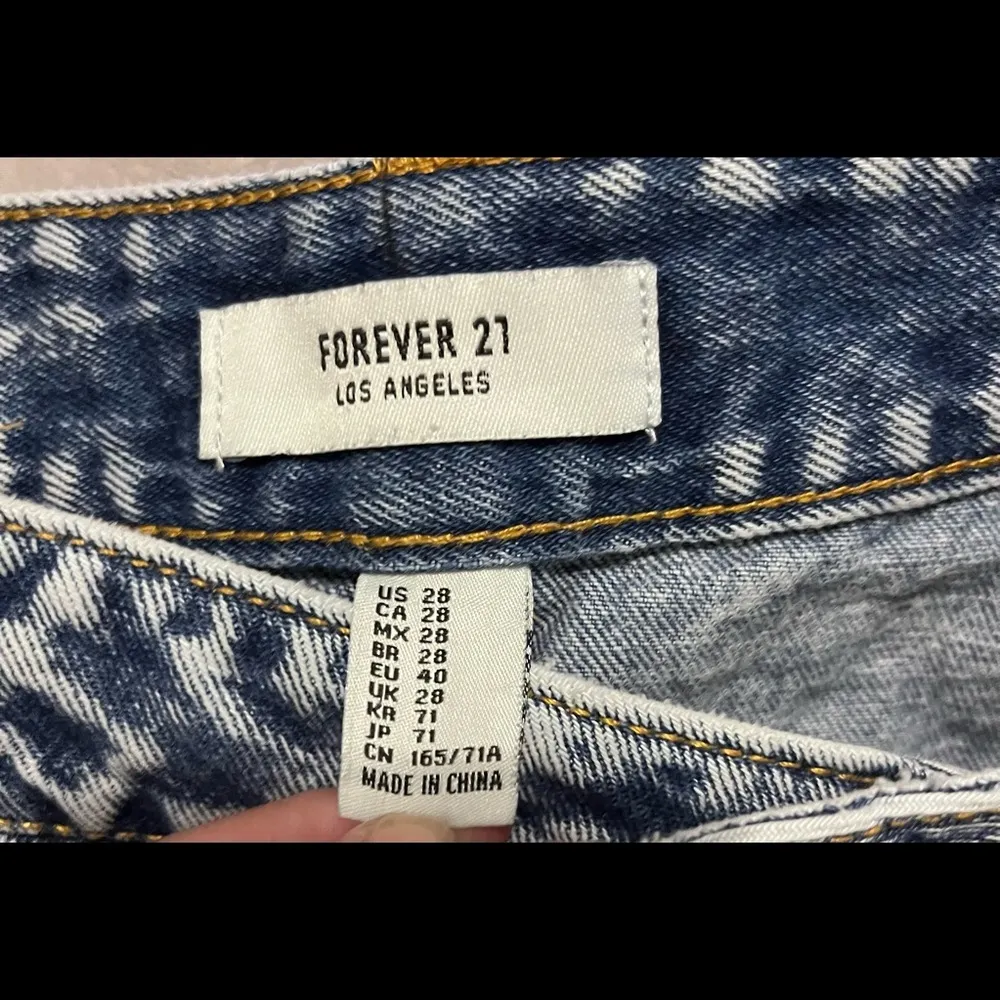 FOREVER 21
LOS ANGELES
US 28
CA 28
MX 28
BR 28
EU 40
UK 28
KR 71
JP 71
CN 165/71A
MADE IN CHINA